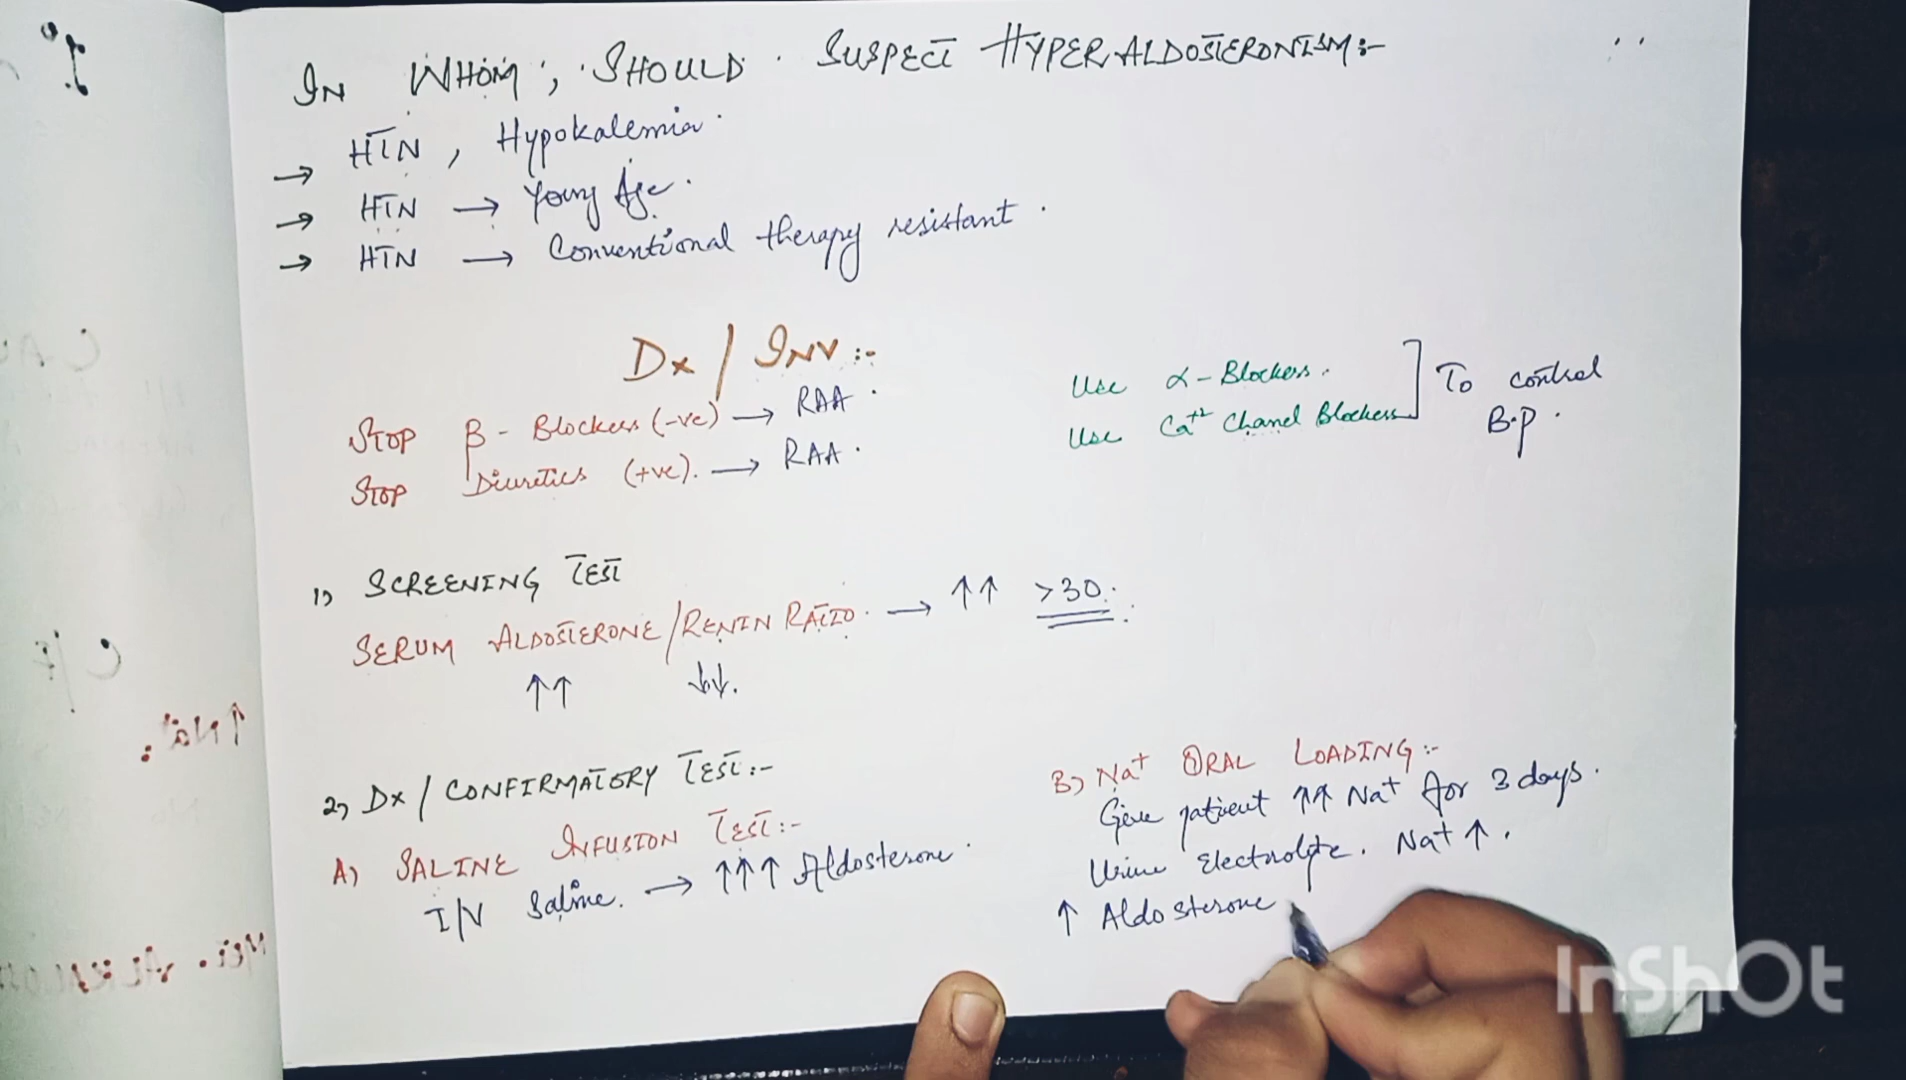 IN WHOM, SHOULD SUSPECT HYPERALDOSTERONISM:-
→ HTN, Hypokalemia.
→ HTN → Young Age.
→ HTN → Conventional therapy resistant.
Dx / INV:-
STOP β-Blockers (-ve) → RAA.
STOP Diuretics (+ve). → RAA.
Use α-Blockers.
Use Ca+2 Chanel Blockers
] To control B.p.
1) SCREENING TEST
SERUM ALDOSTERONE/RENIN RATIO. → ↑↑ >30.
↑↑ ↓↓.
2) Dx / CONFIRMATORY TEST:-
A) SALINE INFUSION TEST:-
I/V Saline. → ↑↑↑ Aldosterone.
B) Na+ ORAL LOADING:-
Give patient ↑↑ Na+ for 3 days.
Urine Electrolyte. Na+ ↑.
↑ Aldosterone
InShOt